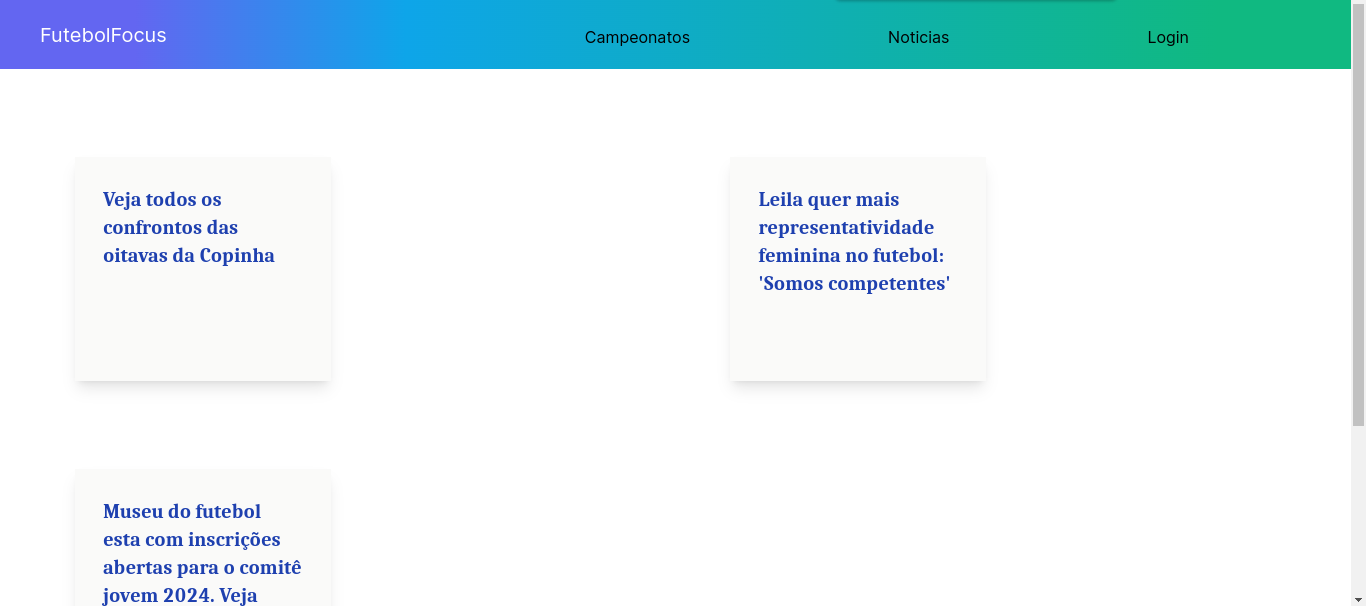 FutebolFocus
Campeonatos
Noticias
Login
Veja todos os
confrontos das
oitavas da Copinha
Leila quer mais
representatividade
feminina no futebol:
'Somos competentes'
Museu do futebol
esta com inscrições
abertas para o comitê
jovem 2024. Veja